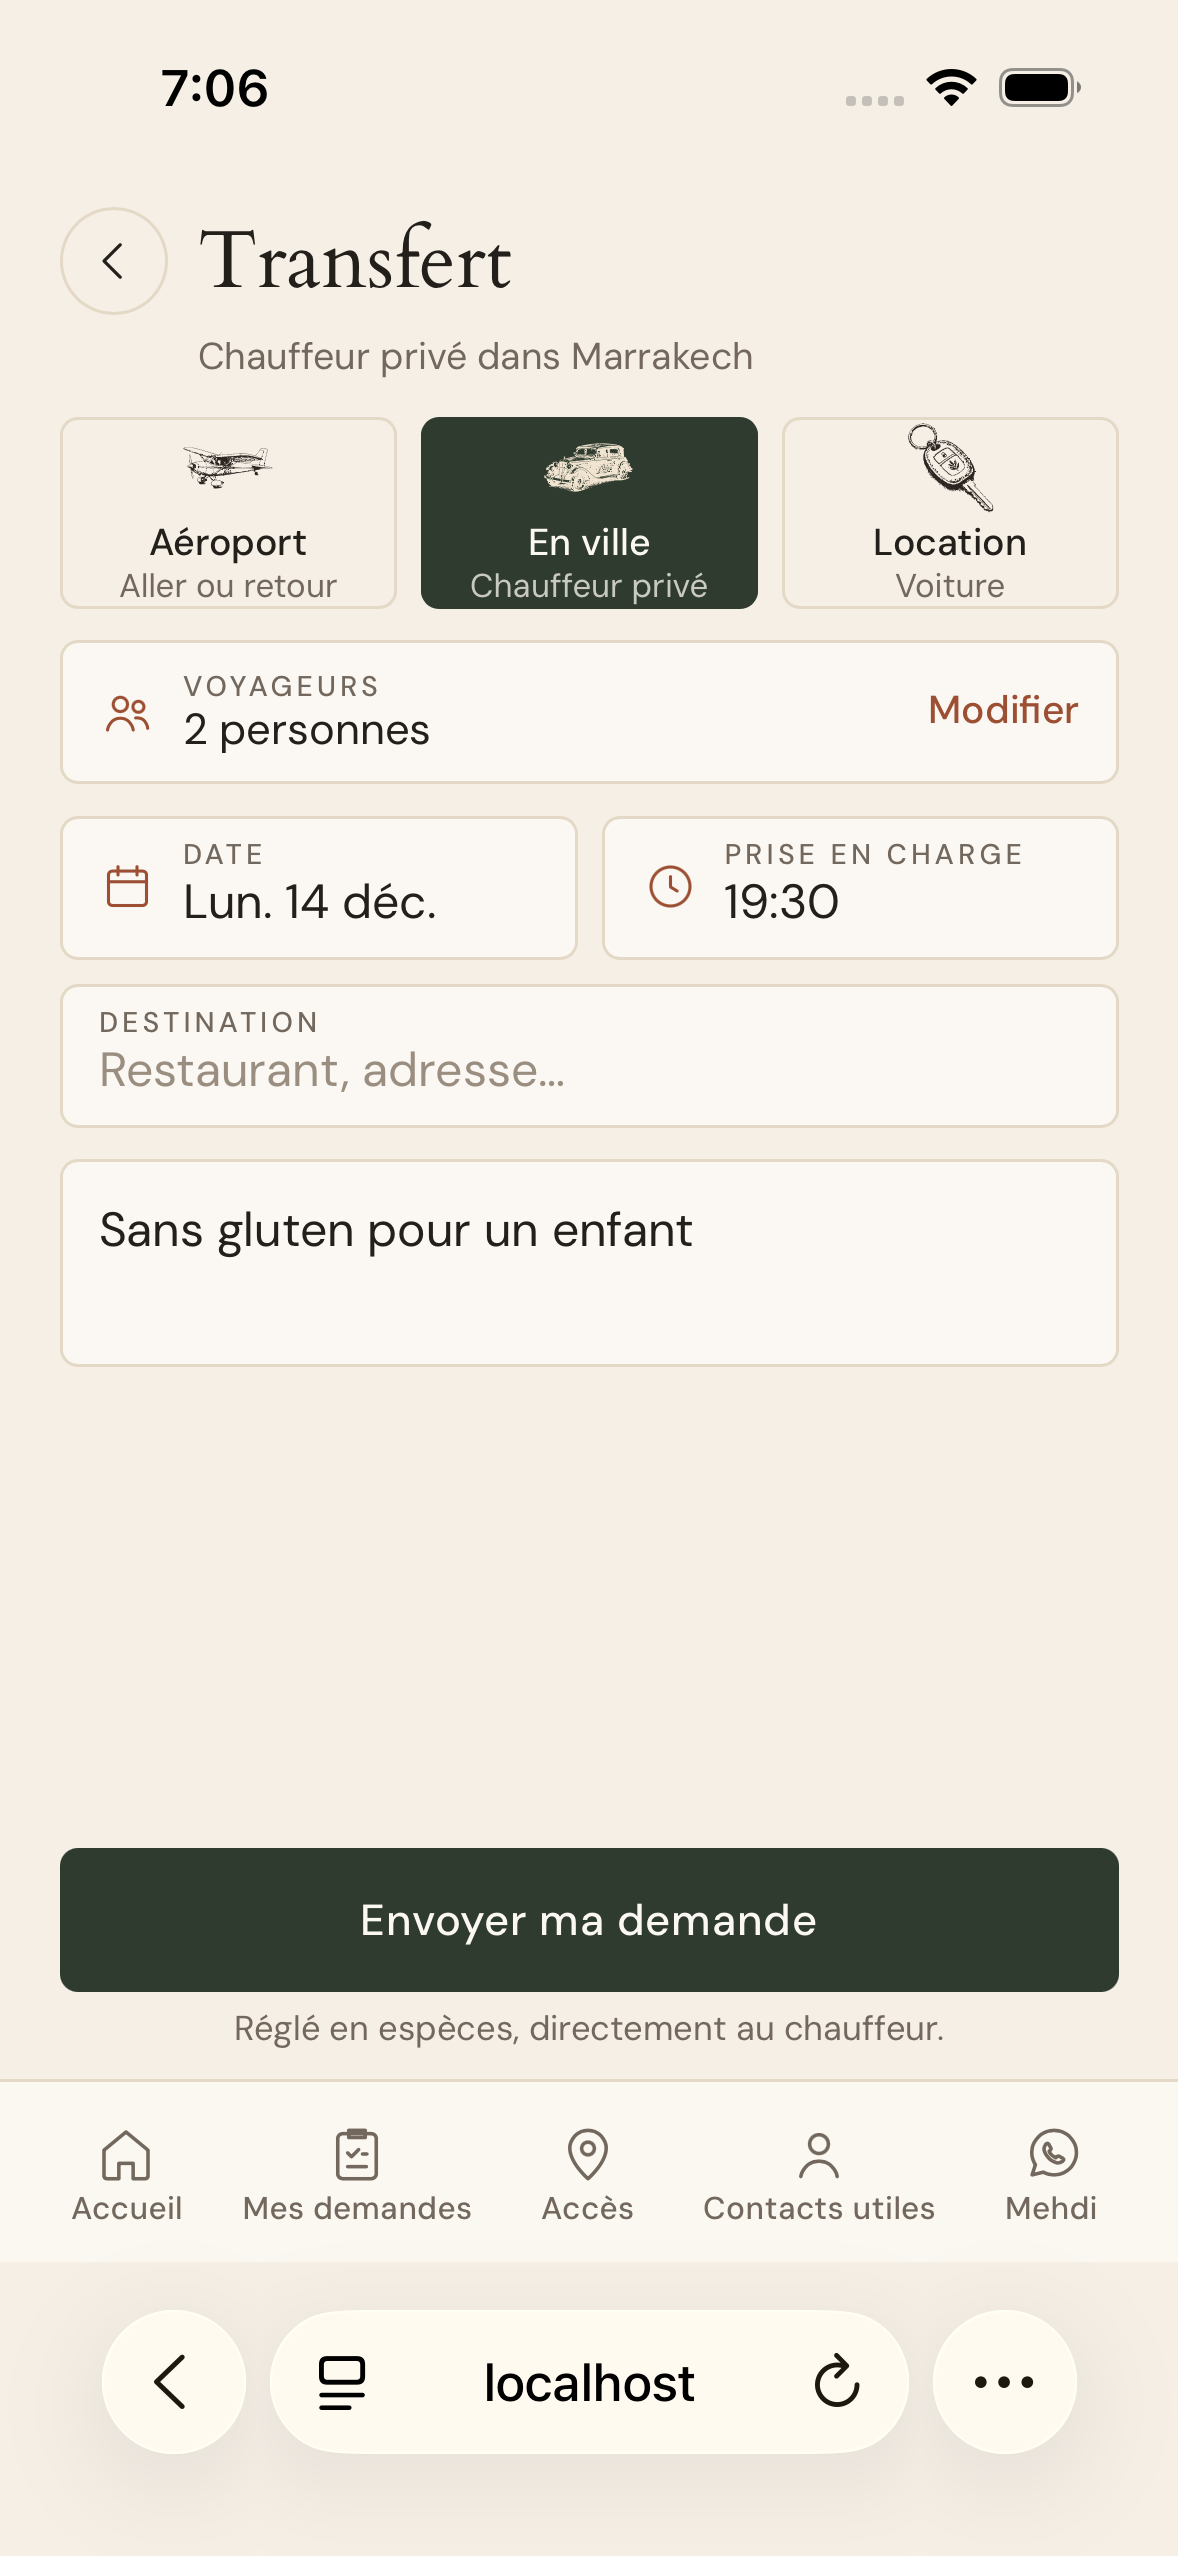 7:06
Transfert
Chauffeur privé dans Marrakech
Aéroport
Aller ou retour
En ville
Chauffeur privé
Location
Voiture
VOYAGEURS
2 personnes
Modifier
DATE
Lun. 14 déc.
PRISE EN CHARGE
19:30
DESTINATION
Restaurant, adresse...
Sans gluten pour un enfant
Envoyer ma demande
Réglé en espèces, directement au chauffeur.
Accueil
Mes demandes
Accès
Contacts utiles
Mehdi
localhost